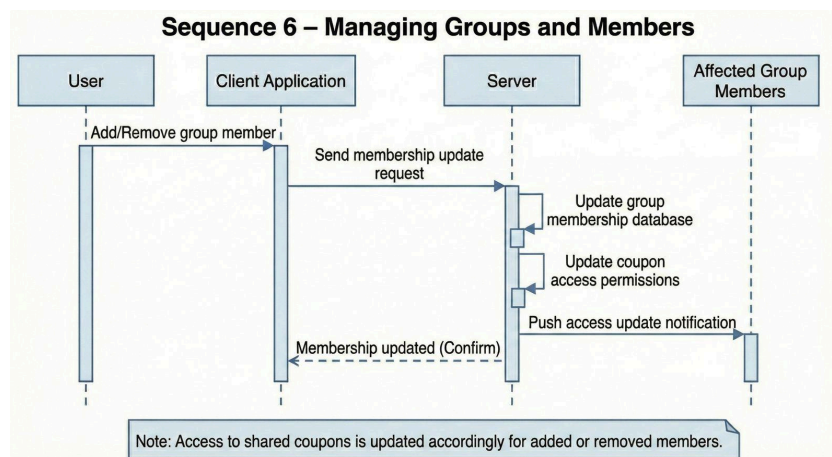 Sequence 6 – Managing Groups and Members
User
Client Application
Server
Affected Group
Members
Add/Remove group member
Send membership update
request
Update group
membership database
Update coupon
access permissions
Push access update notification
Membership updated (Confirm)
Note: Access to shared coupons is updated accordingly for added or removed members.